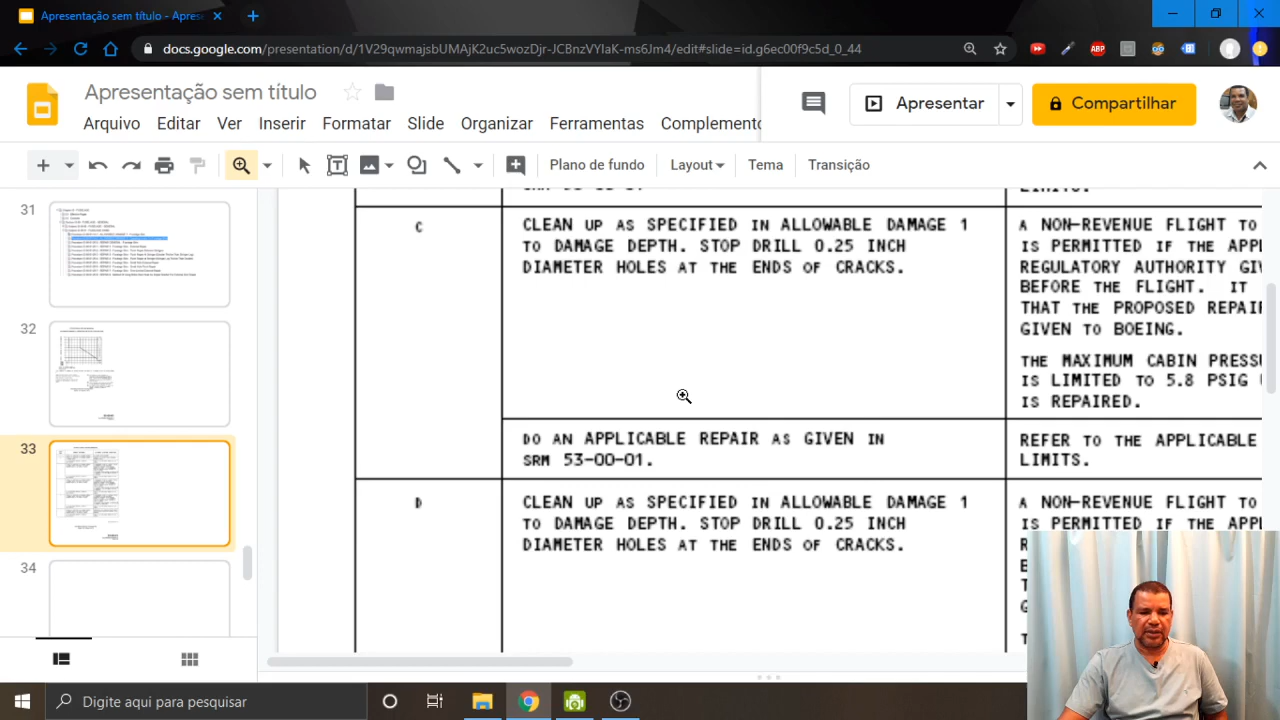 Apresentação sem título - Apres
docs.google.com/presentation/d/1V29qwmajsbUMAjK2uc5wozDjr-JCBnzVYIaK-ms6Jm4/edit#slide=id.g6ec00f9c5d_0_44
ABP
Apresentação sem título
Apresentar
Compartilhar
Arquivo Editar Ver Inserir Formatar Slide Organizar Ferramentas Complemento
Plano de fundo Layout Tema Transição
31
32
33
34
LIMITS.
C
CLEAN UP AS SPECIFIED IN ALLOWABLE DAMAGE 1
TO DAMAGE DEPTH. STOP DRILL 0.25 INCH
DIAMETER HOLES AT THE ENDS OF CRACKS.
A NON-REVENUE FLIGHT TO
IS PERMITTED IF THE APPL
REGULATORY AUTHORITY GIV
BEFORE THE FLIGHT. IT
THAT THE PROPOSED REPAIR
GIVEN TO BOEING.
THE MAXIMUM CABIN PRESSU
IS LIMITED TO 5.8 PSIG
IS REPAIRED.
DO AN APPLICABLE REPAIR AS GIVEN IN
SRM 53-00-01.
REFER TO THE APPLICABLE
LIMITS.
D
CLEAN UP AS SPECIFIED IN ALLOWABLE DAMAGE 1
TO DAMAGE DEPTH. STOP DRILL 0.25 INCH
DIAMETER HOLES AT THE ENDS OF CRACKS.
A NON-REVENUE FLIGHT TO
IS PERMITTED IF THE APPL
Digite aqui para pesquisar